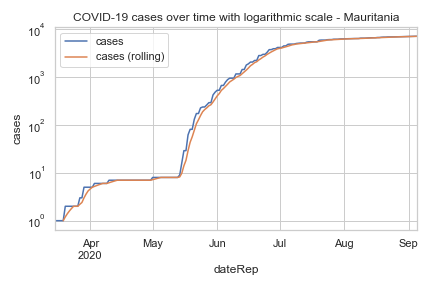 COVID-19 cases over time with logarithmic scale - Mauritania
cases
cases (rolling)
10⁴
10³
10²
10¹
10⁰
cases
Apr
2020
May
Jun
Jul
Aug
Sep
dateRep